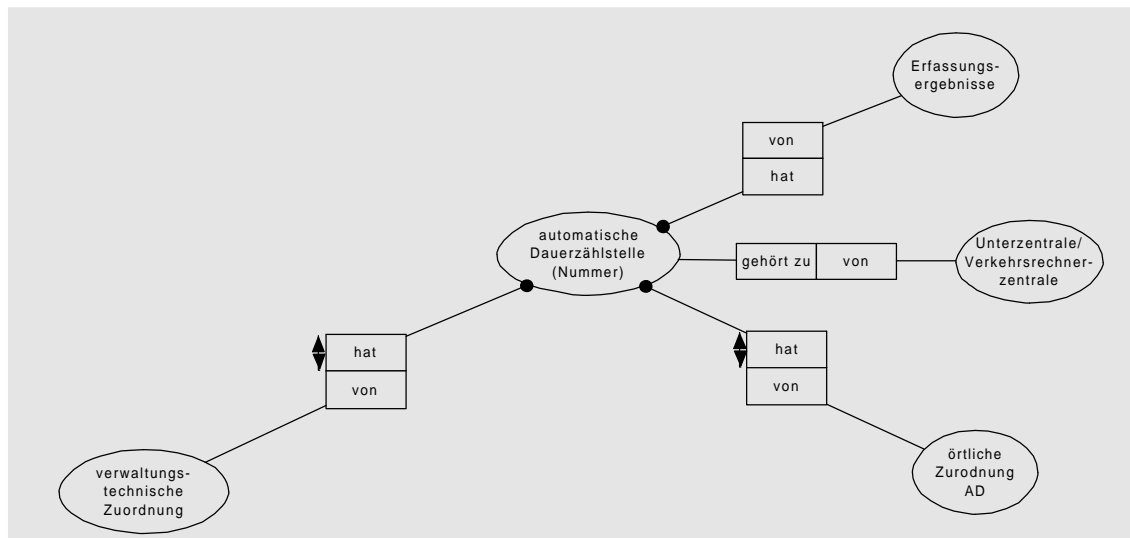 Erfassungs-
ergebnisse
von
hat
automatische
Dauerzählstelle
(Nummer)
gehört zu
von
Unterzentrale/
Verkehrsrechner-
zentrale
hat
von
hat
von
verwaltungs-
technische
Zuordnung
örtliche
Zurodnung
AD